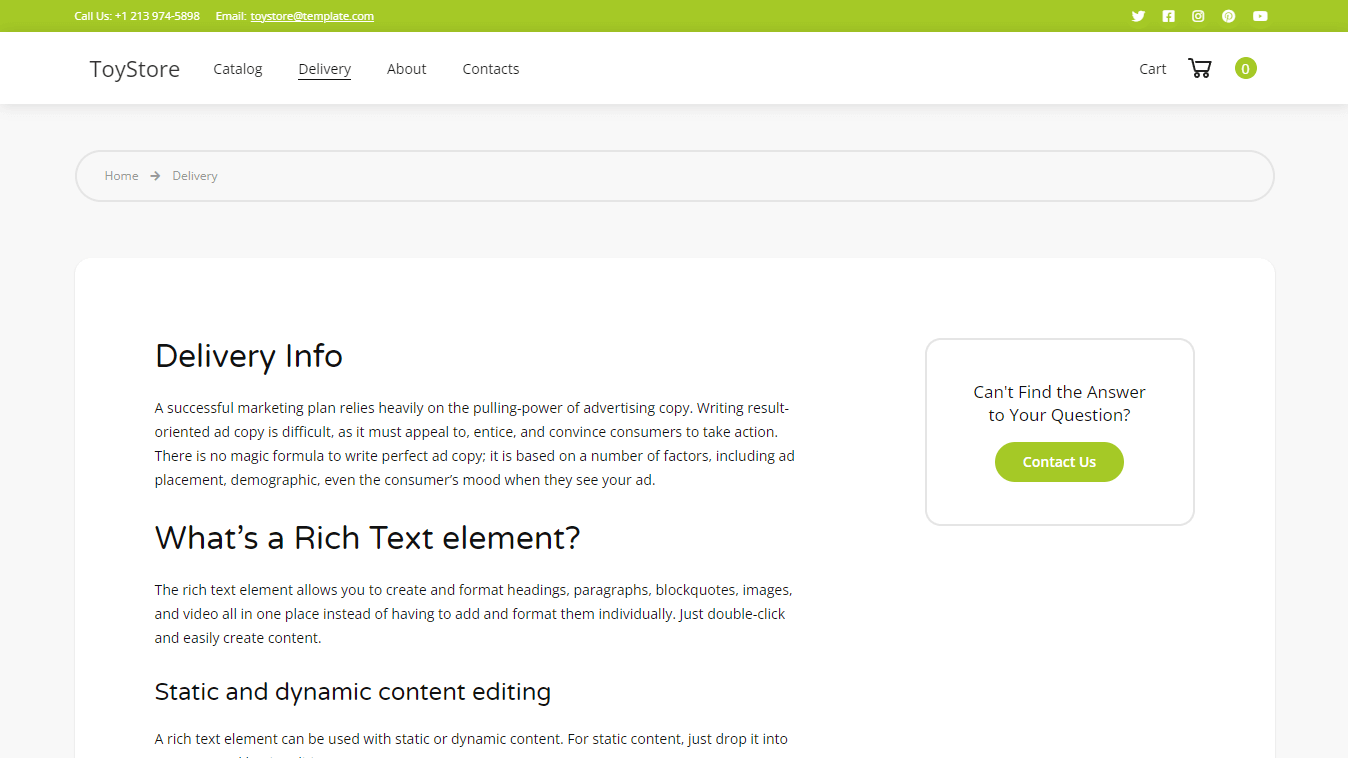 Call Us: +1 213 974-5898 Email: toystore@template.com
ToyStore Catalog Delivery About Contacts Cart 0
Home Delivery
Delivery Info
A successful marketing plan relies heavily on the pulling-power of advertising copy. Writing result-
oriented ad copy is difficult, as it must appeal to, entice, and convince consumers to take action.
There is no magic formula to write perfect ad copy; it is based on a number of factors, including ad
placement, demographic, even the consumer’s mood when they see your ad.
What’s a Rich Text element?
The rich text element allows you to create and format headings, paragraphs, blockquotes, images,
and video all in one place instead of having to add and format them individually. Just double-click
and easily create content.
Static and dynamic content editing
A rich text element can be used with static or dynamic content. For static content, just drop it into
Can't Find the Answer
to Your Question?
Contact Us